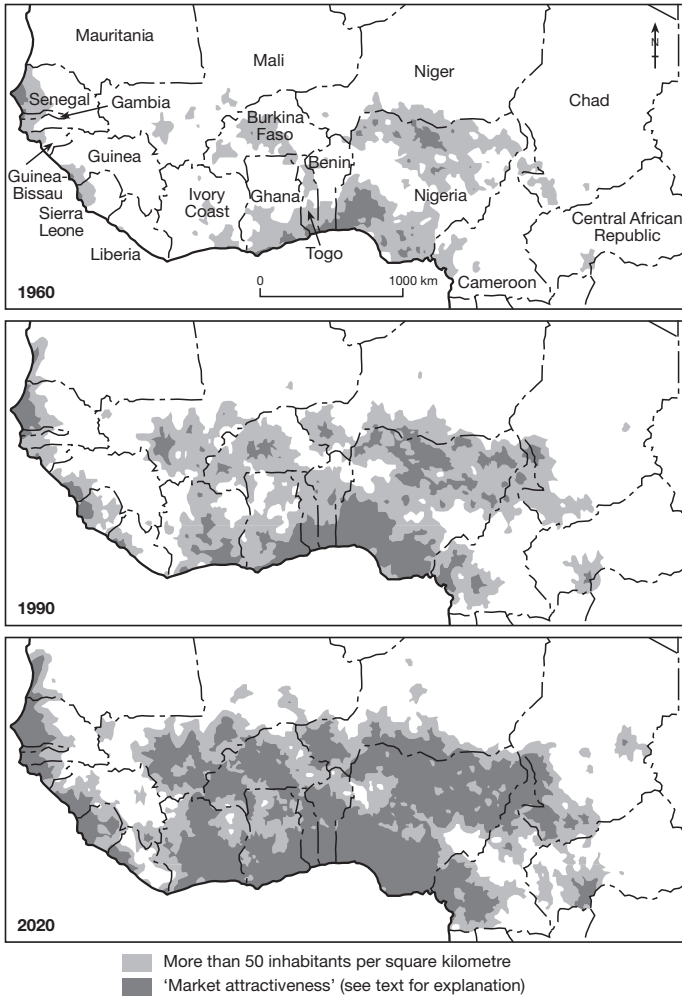 Mauritania
Mali
Niger
N
Chad
Senegal
Gambia
Burkina
Faso
Guinea
Benin
Guinea-
Bissau
Ivory
Coast
Ghana
Nigeria
Sierra
Leone
Central African
Republic
Liberia
Togo
Cameroon
0
1000 km
1960
1990
2020
More than 50 inhabitants per square kilometre
‘Market attractiveness’ (see text for explanation)